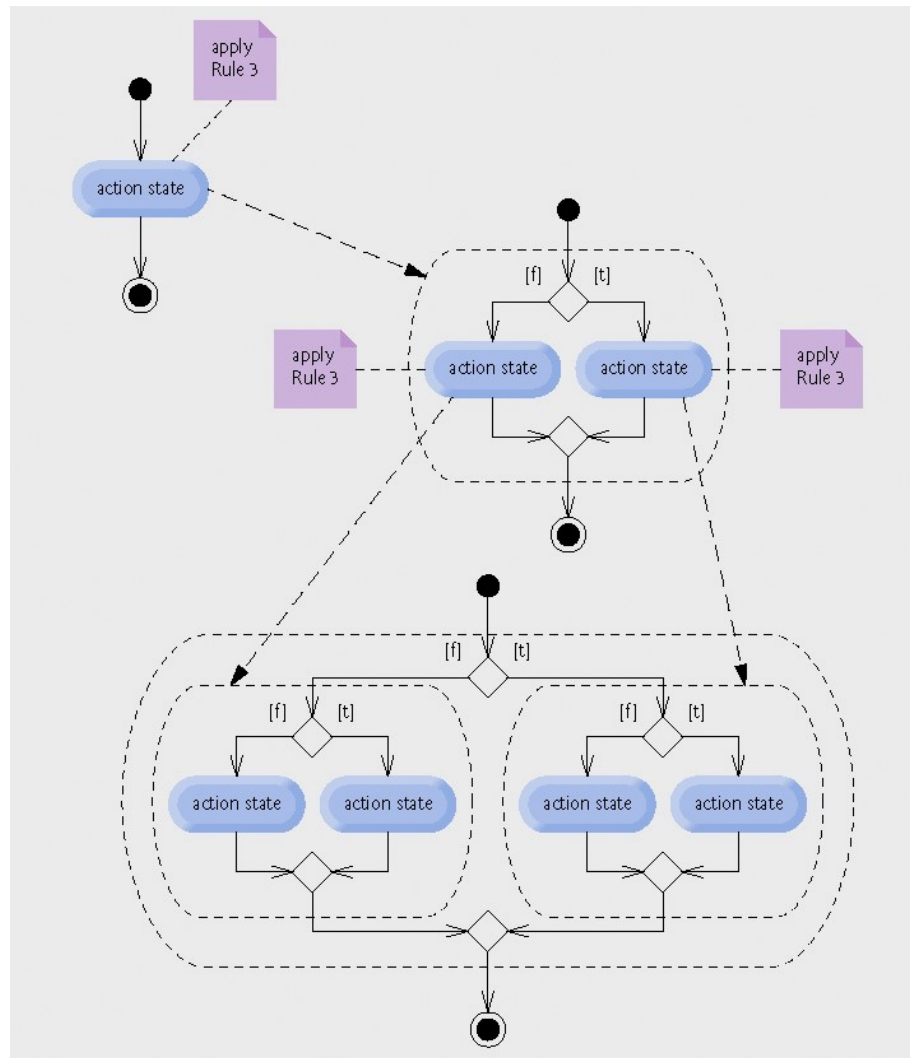 apply
Rule 3
action state
[f]
[t]
apply
Rule 3
action state
action state
apply
Rule 3
[f]
[t]
[f]
[t]
[f]
[t]
action state
action state
action state
action state